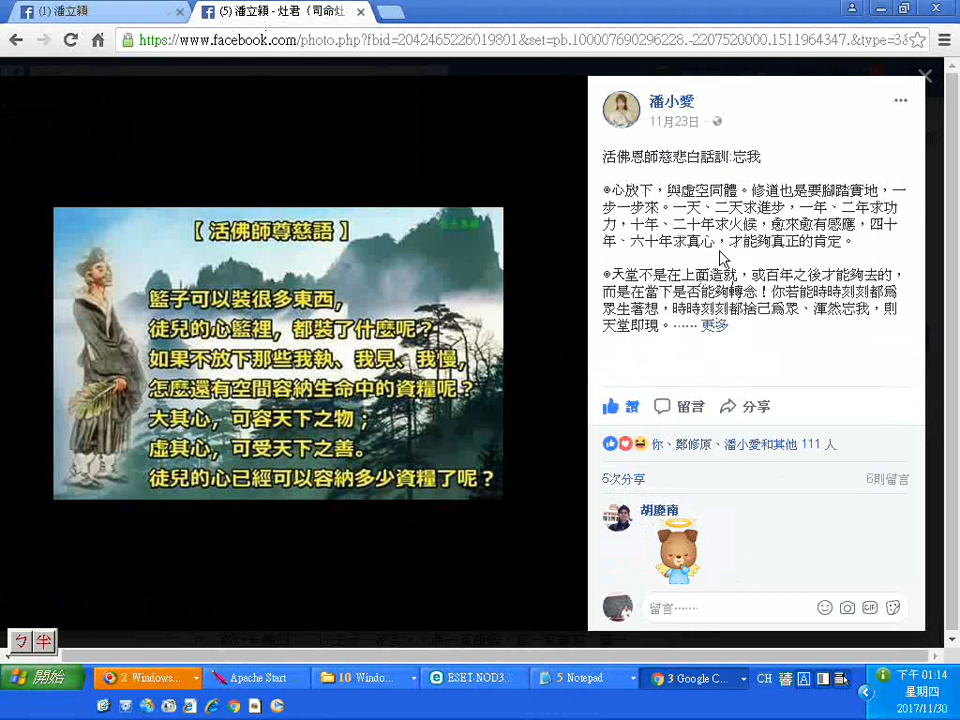 (1) 潘立穎
(5) 潘立穎 - 灶君（司命灶
https://www.facebook.com/photo.php?fbid=2042465226019801&set=pb.100007690296228.-2207520000.1511964347.&type=3&
【 活佛師尊慈語 】
籃子可以裝很多東西，
徒兒的心籃裡，都裝了什麼呢？
如果不放下那些我執、我見、我慢，
怎麼還有空間容納生命中的資糧呢？
大其心，可容天下之物；
虛其心，可受天下之善。
徒兒的心已經可以容納多少資糧了呢？
潘小愛
11月23日 ·
活佛恩師慈悲白話訓:忘我
◉心放下，與虛空同體。修道也是要腳踏實地，一
步一步來。一天、二天求進步，一年、二年求功
力，十年、二十年求火候，愈來愈有感應，四十
年、六十年求真心，才能夠真正的肯定。
◉天堂不是在上面造就，或百年之後才能夠去的，
而是在當下是否能夠轉念！你若能時時刻刻都為
眾生著想，時時刻刻都捨己為眾、渾然忘我，則
天堂即現。…… 更多
讚 留言 分享
你、鄭修原、潘小愛和其他 111 人
5次分享 6則留言
胡慶南
留言……
GIF
ㄅ 半
開始
2 Windows...
Apache Start
10 Windo...
ESET NOD3...
5 Notepad
3 Google C...
CH
下午 01:14
星期四
2017/11/30